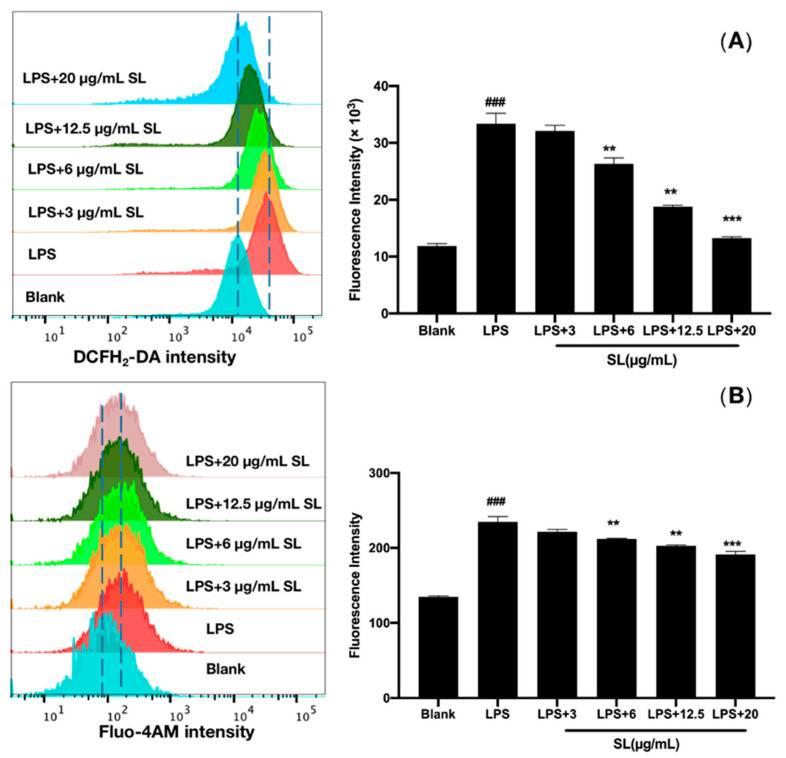 (A)
LPS+20 μg/mL SL
LPS+12.5 μg/mL SL
LPS+6 μg/mL SL
LPS+3 μg/mL SL
LPS
Blank
10¹ 10² 10³ 10⁴ 10⁵
DCFH₂-DA intensity
Fluorescence Intensity (× 10³)
40
30
20
10
0
###
**
**
***
Blank LPS LPS+3 LPS+6 LPS+12.5 LPS+20
SL(μg/mL)
(B)
LPS+20 μg/mL SL
LPS+12.5 μg/mL SL
LPS+6 μg/mL SL
LPS+3 μg/mL SL
LPS
Blank
10¹ 10² 10³ 10⁴ 10⁵
Fluo-4AM intensity
Fluorescence Intensity
300
200
100
0
###
**
**
***
Blank LPS LPS+3 LPS+6 LPS+12.5 LPS+20
SL(μg/mL)